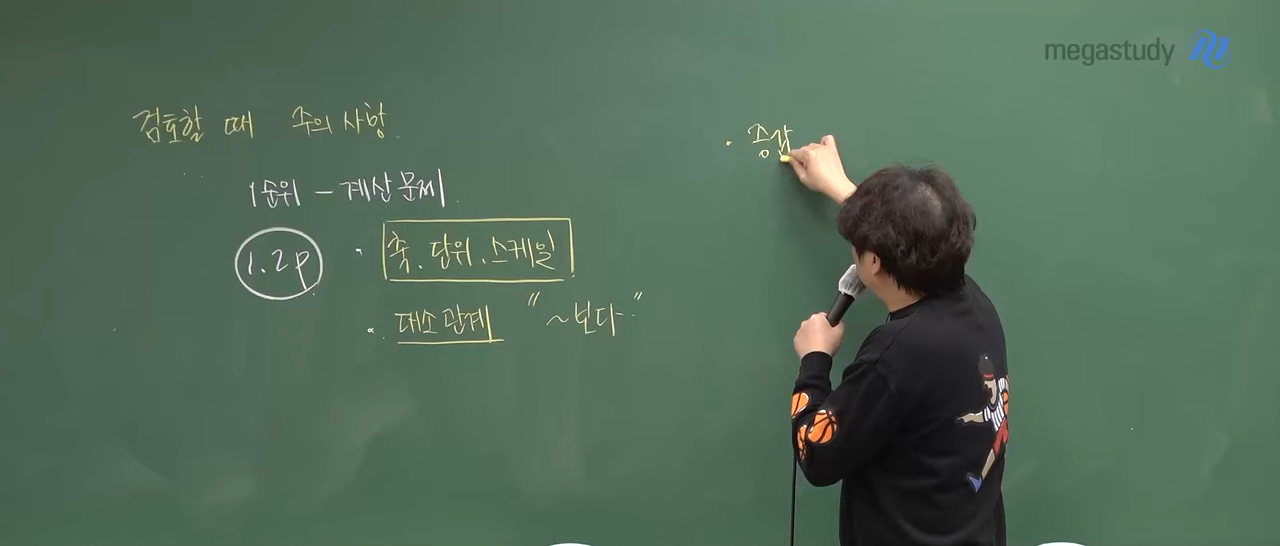 megastudy
검토할 때 주의 사항.
1순위 - 계산 문제.
1.2p
· 축. 단위. 스케일
· 대소 관계 "~보다"
· 증감